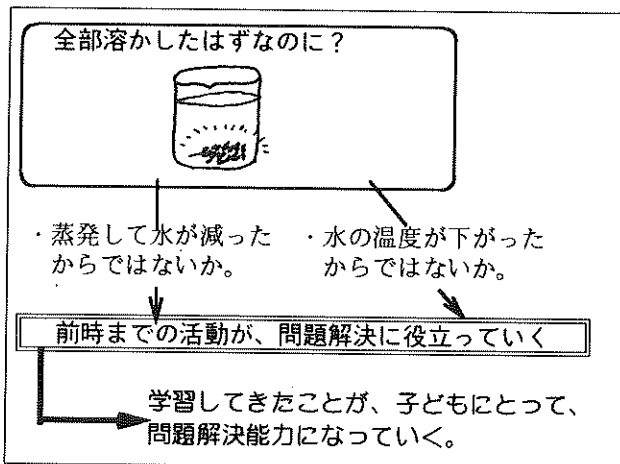 全部溶かしたはずなのに？
・蒸発して水が減った
からではないか。
・水の温度が下がった
からではないか。
前時までの活動が、問題解決に役立っていく
学習してきたことが、子どもにとって、
問題解決能力になっていく。